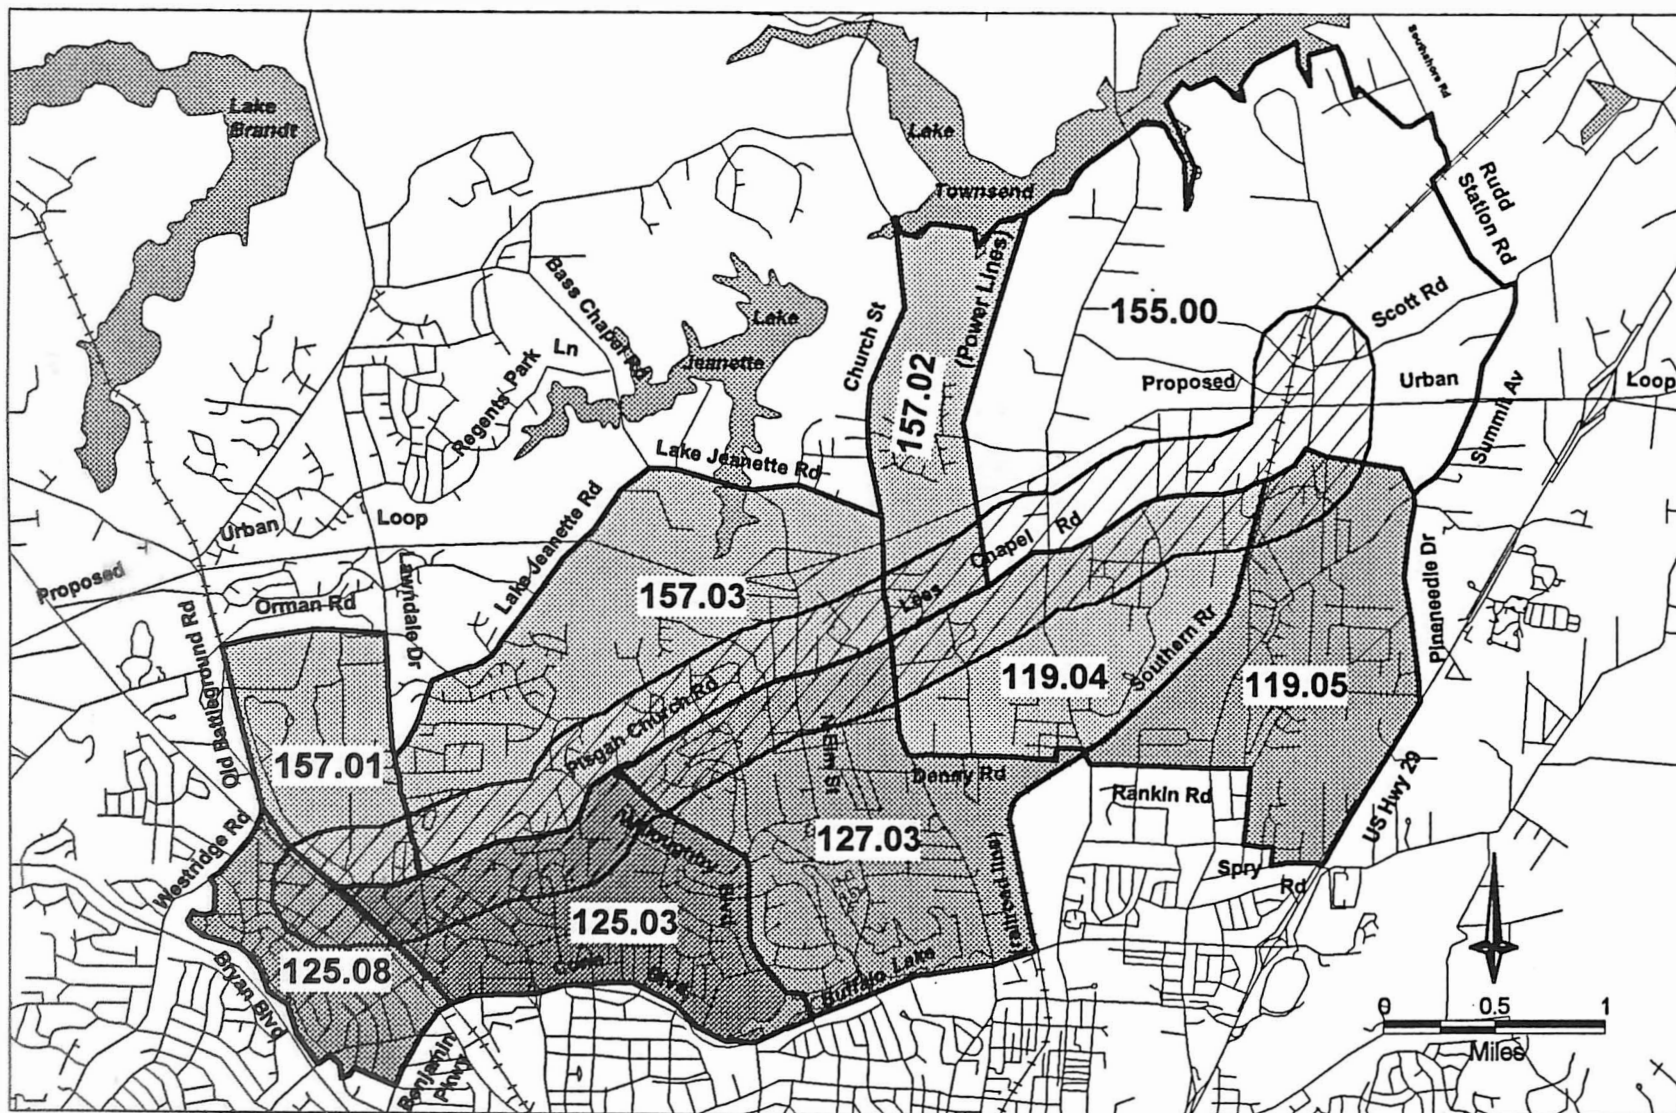 Southshore Rd
Lake
Brandt
Lake
Townsend
Rudd
Station Rd
Bass Chapel Rd
(Power Lines)
155.00
Scott Rd
Lake
Jeanette
Ln
Regents Park
Church St
157.02
Proposed
Urban
Loop
Summit Av
Lake Jeanette Rd
Lake Jeanette Rd
Urban
Loop
Chapel
Rd
Lees
Proposed
Orman Rd
Lawndale Dr
157.03
Pinaneedle Dr
Old Battleground Rd
119.04
Southern Rr
119.05
Pisgah Church Rd
N Elm St
157.01
Denny Rd
Rankin Rd
US Hwy 29
Westridge Rd
Willoughby
Blvd
127.03
Spry
Rd
(railroad line)
125.03
125.08
Cone
Blvd
Buffalo Lake
Bryan Blvd
Benjamin
Pkwy
0
0.5
1
Miles